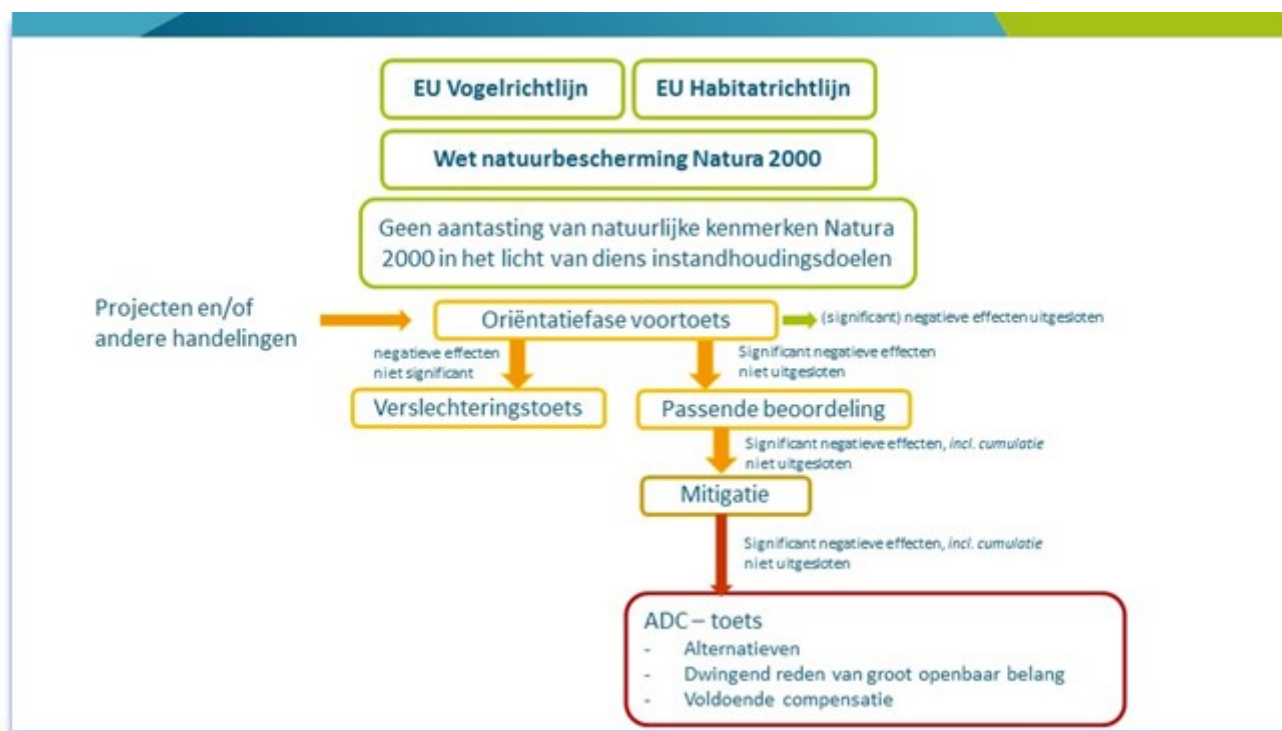 EU Vogelrichtlijn
EU Habitatrichtlijn
Wet natuurbescherming Natura 2000
Geen aantasting van natuurlijke kenmerken Natura
2000 in het licht van diens instandhoudingsdoelen
Projecten en/of
andere handelingen
Oriëntatiefase voortoets
(significant) negatieve effecten uitgesloten
negatieve effecten
niet significant
Significant negatieve effecten
niet uitgesloten
Verslechteringstoets
Passende beoordeling
Significant negatieve effecten, incl. cumulatie
niet uitgesloten
Mitigatie
Significant negatieve effecten, incl. cumulatie
niet uitgesloten
ADC – toets
- Alternatieven
- Dwingend reden van groot openbaar belang
- Voldoende compensatie